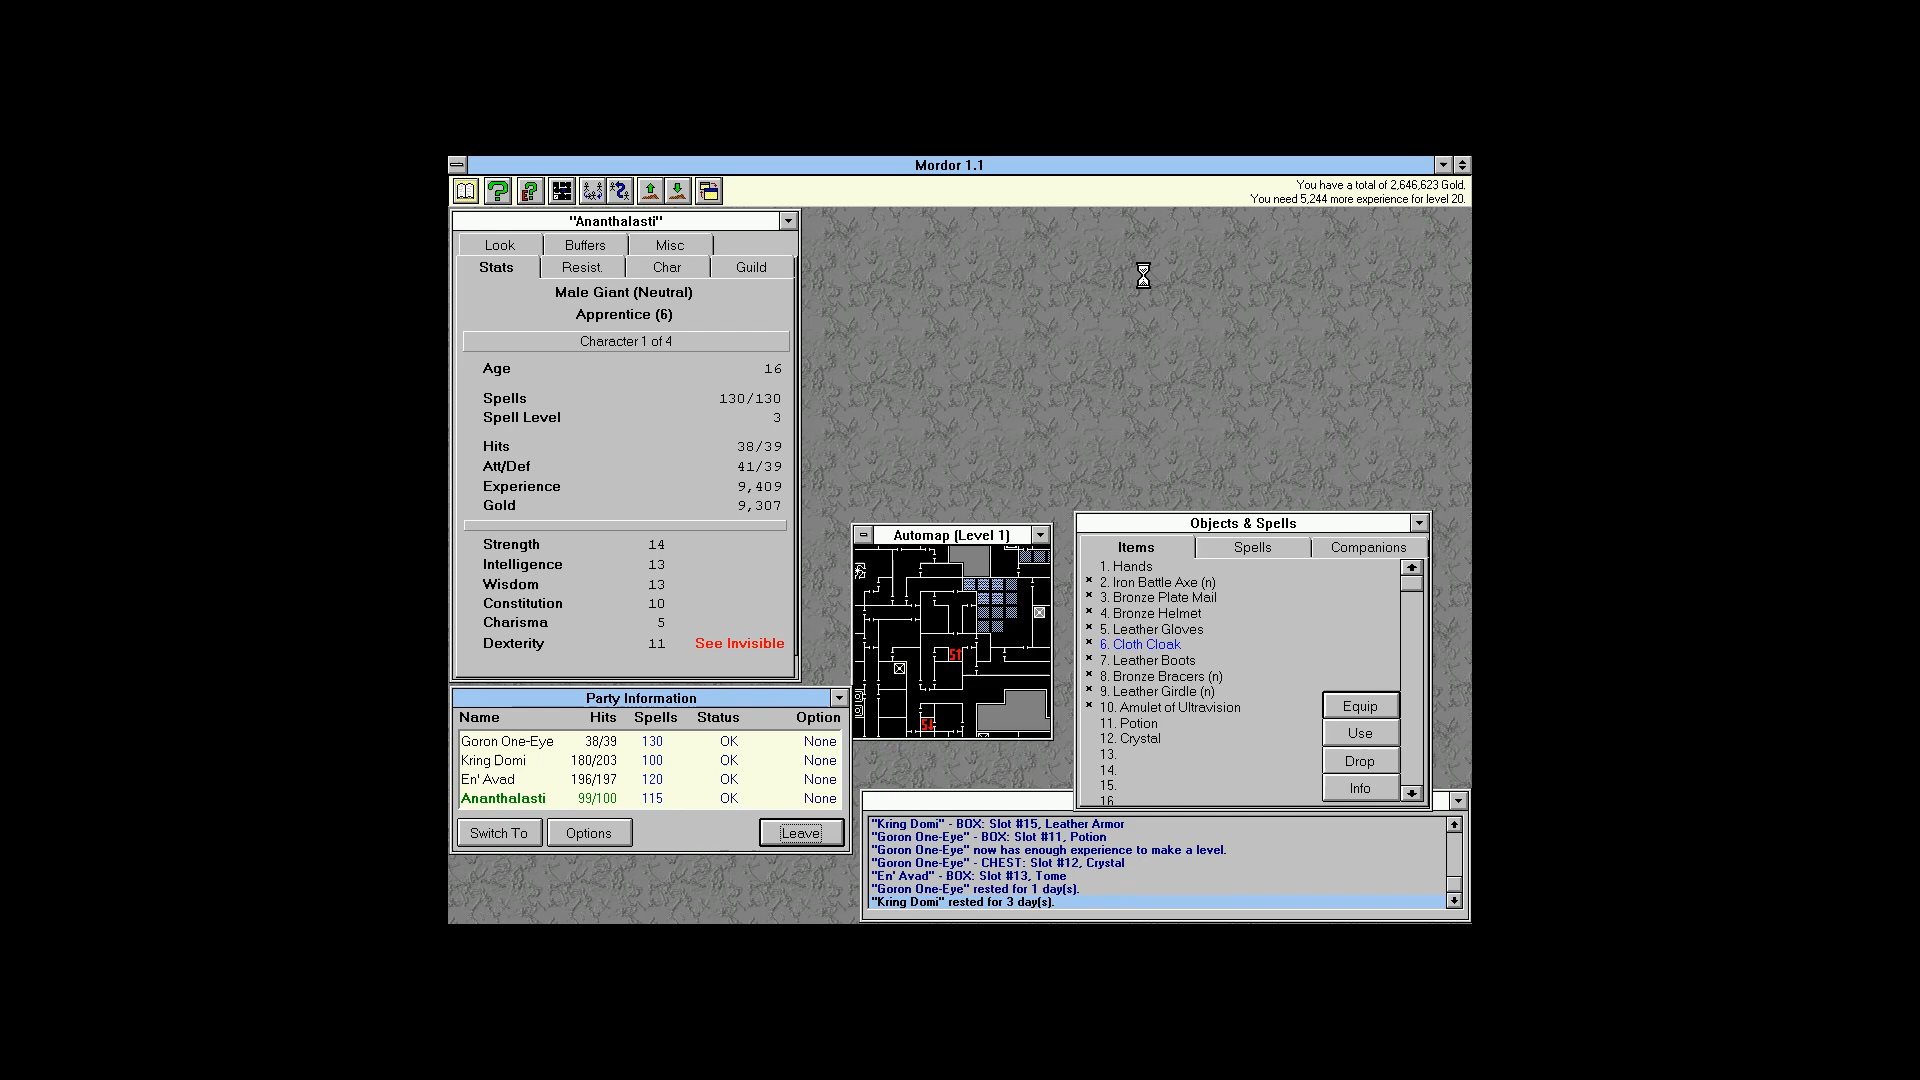 Mordor 1.1
You have a total of 2,646,623 Gold.
You need 5,244 more experience for level 20.
"Ananthalasti"
Look Buffers Misc
Stats Resist. Char Guild
Male Giant (Neutral)
Apprentice (6)
Character 1 of 4
Age 16
Spells 130/130
Spell Level 3
Hits 38/39
Att/Def 41/39
Experience 9,409
Gold 9,307
Strength 14
Intelligence 13
Wisdom 13
Constitution 10
Charisma 5
Dexterity 11 See Invisible
Party Information
Name Hits Spells Status Option
Goron One-Eye 38/39 130 OK None
Kring Domi 180/203 100 OK None
En' Avad 196/197 120 OK None
Ananthalasti 99/100 115 OK None
Switch To Options Leave
Automap (Level 1)
Objects & Spells
Items Spells Companions
1. Hands
× 2. Iron Battle Axe (n)
× 3. Bronze Plate Mail
× 4. Bronze Helmet
× 5. Leather Gloves
× 6. Cloth Cloak
× 7. Leather Boots
× 8. Bronze Bracers (n)
× 9. Leather Girdle (n)
× 10. Amulet of Ultravision
11. Potion
12. Crystal
13.
14.
15.
16.
Equip
Use
Drop
Info
"Kring Domi" - BOX: Slot #15, Leather Armor
"Goron One-Eye" - BOX: Slot #11, Potion
"Goron One-Eye" now has enough experience to make a level.
"Goron One-Eye" - CHEST: Slot #12, Crystal
"En' Avad" - BOX: Slot #13, Tome
"Goron One-Eye" rested for 1 day(s).
"Kring Domi" rested for 3 day(s).